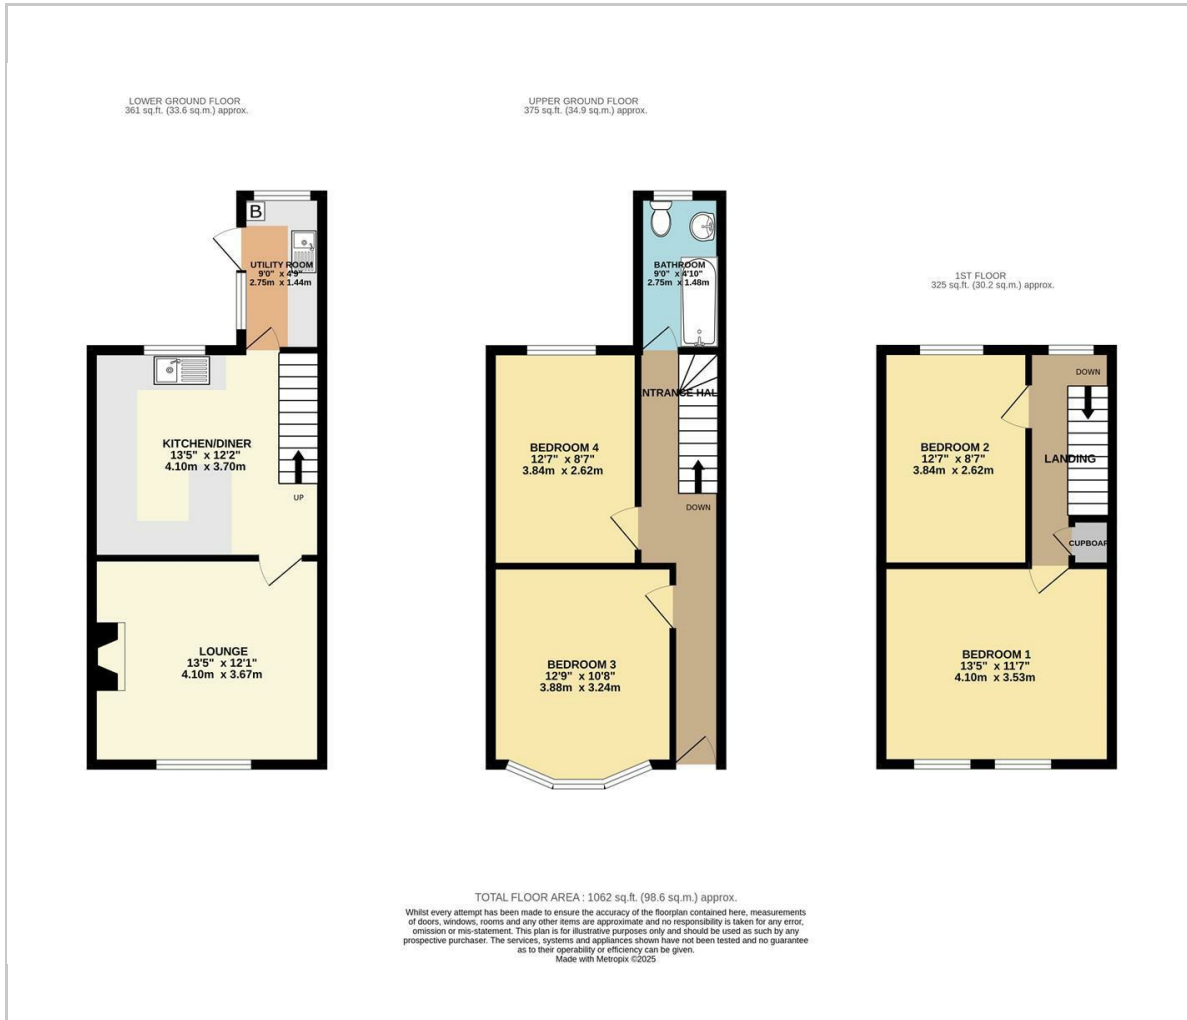 LOWER GROUND FLOOR
361 sq.ft. (33.6 sq.m.) approx.
B
UTILITY ROOM
9'0" x 4'9"
2.75m x 1.44m
KITCHEN/DINER
13'5" x 12'2"
4.10m x 3.70m
UP
LOUNGE
13'5" x 12'1"
4.10m x 3.67m
UPPER GROUND FLOOR
375 sq.ft. (34.9 sq.m.) approx.
BATHROOM
9'0" x 4'10"
2.75m x 1.48m
ENTRANCE HALL
BEDROOM 4
12'7" x 8'7"
3.84m x 2.62m
DOWN
BEDROOM 3
12'9" x 10'8"
3.88m x 3.24m
1ST FLOOR
325 sq.ft. (30.2 sq.m.) approx.
DOWN
BEDROOM 2
12'7" x 8'7"
3.84m x 2.62m
LANDING
CUPBOAR
BEDROOM 1
13'5" x 11'7"
4.10m x 3.53m
TOTAL FLOOR AREA : 1062 sq.ft. (98.6 sq.m.) approx.
Whilst every attempt has been made to ensure the accuracy of the floorplan contained here, measurements
of doors, windows, rooms and any other items are approximate and no responsibility is taken for any error,
omission or mis-statement. This plan is for illustrative purposes only and should be used as such by any
prospective purchaser. The services, systems and appliances shown have not been tested and no guarantee
as to their operability or efficiency can be given.
Made with Metropix ©2025